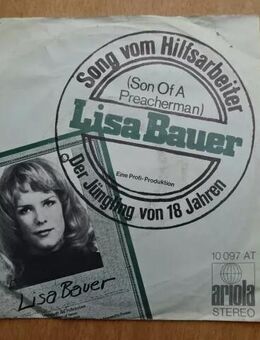 Song vom Hilfsarbeiter
(Son Of A
Preacherman)
Lisa Bauer
Eine Profi-Produktion
Der Jüngling von 18 Jahren
Lisa Bauer
10 097 AT
ariola
STEREO